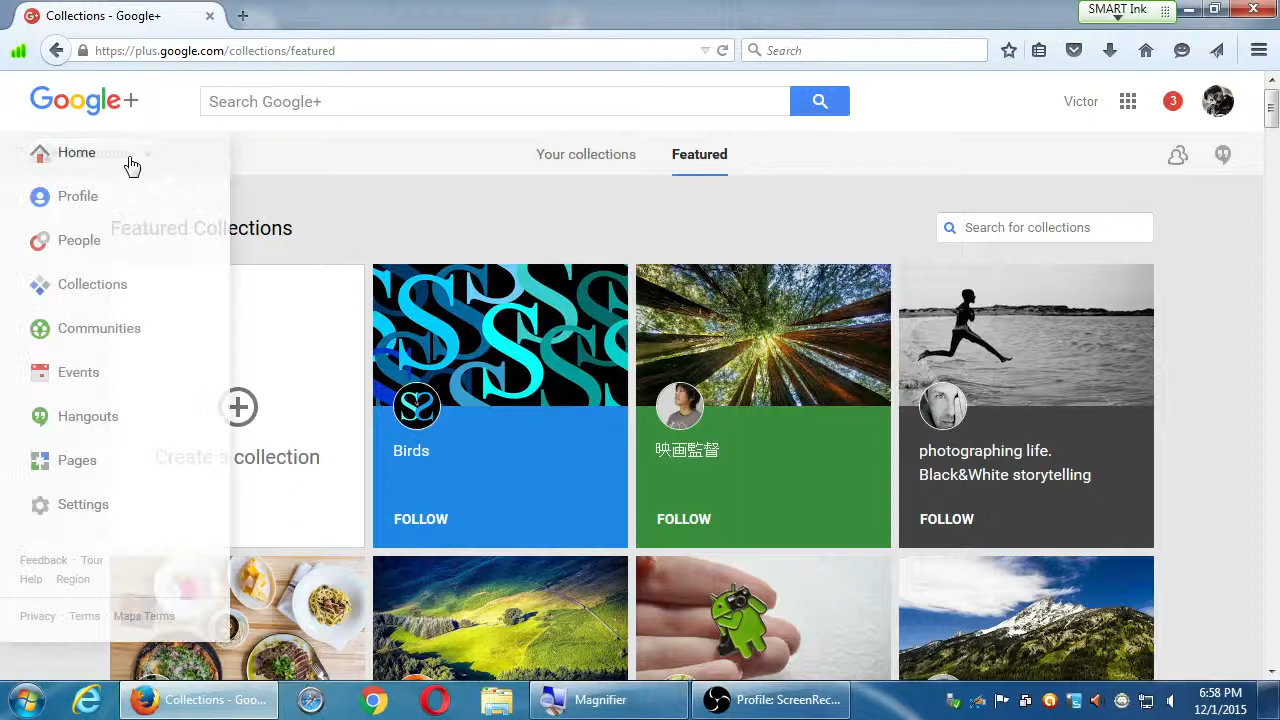 Collections - Google+
SMART Ink
https://plus.google.com/collections/featured
Search
Google+
Search Google+
Victor
3
Home
Your collections
Featured
Profile
People
Collections
Communities
Events
Hangouts
Pages
Settings
Feedback · Tour
Help Region
Privacy · Terms · Maps Terms
Featured Collections
Search for collections
Create a collection
Birds
FOLLOW
映画監督
FOLLOW
photographing life.
Black&White storytelling
FOLLOW
Collections - Goo...
Magnifier
Profile: ScreenRec...
6:58 PM
12/1/2015